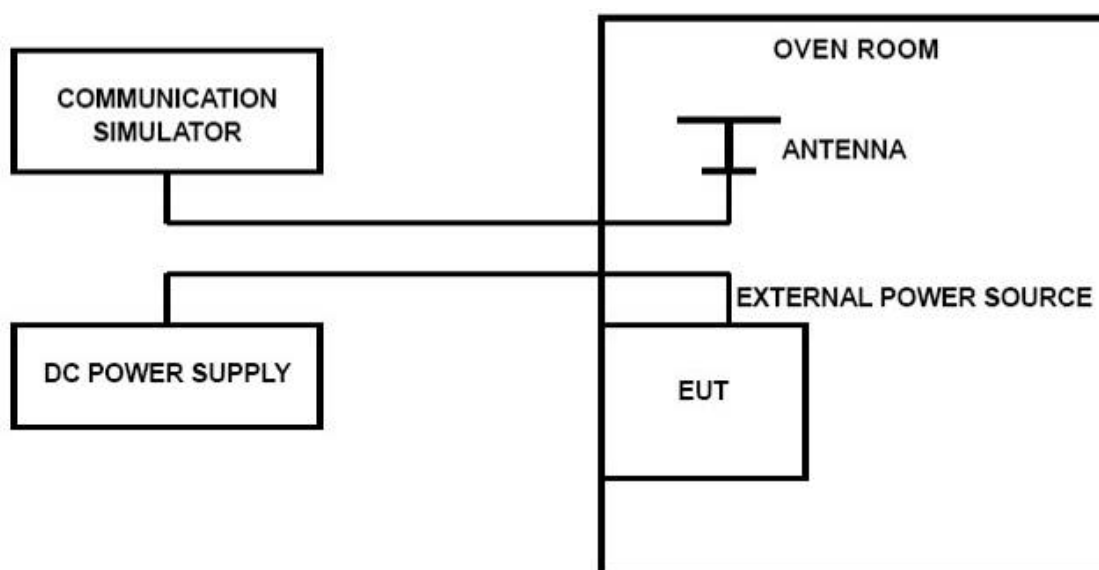 OVEN ROOM
COMMUNICATION
SIMULATOR
ANTENNA
EXTERNAL POWER SOURCE
DC POWER SUPPLY
EUT